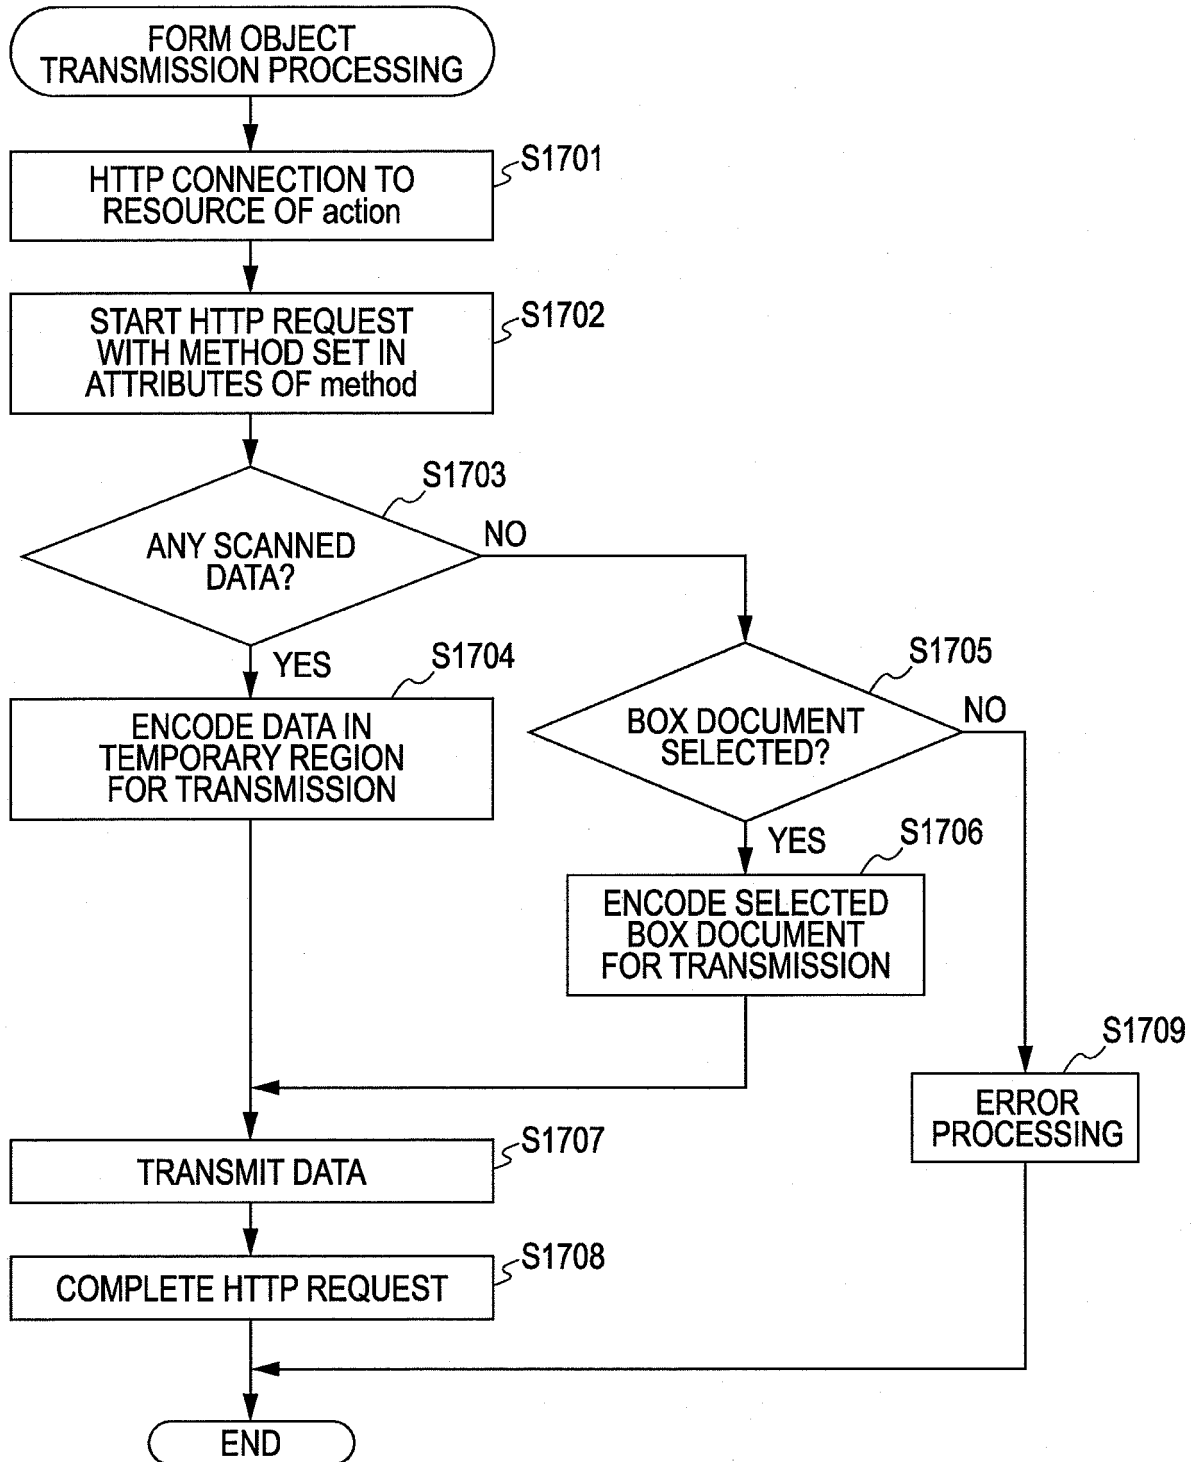 FORM OBJECT
TRANSMISSION PROCESSING
S1701
HTTP CONNECTION TO
RESOURCE OF action
S1702
START HTTP REQUEST
WITH METHOD SET IN
ATTRIBUTES OF method
S1703
ANY SCANNED
DATA?
NO
YES
S1704
ENCODE DATA IN
TEMPORARY REGION
FOR TRANSMISSION
S1705
BOX DOCUMENT
SELECTED?
NO
YES
S1706
ENCODE SELECTED
BOX DOCUMENT
FOR TRANSMISSION
S1709
ERROR
PROCESSING
S1707
TRANSMIT DATA
S1708
COMPLETE HTTP REQUEST
END